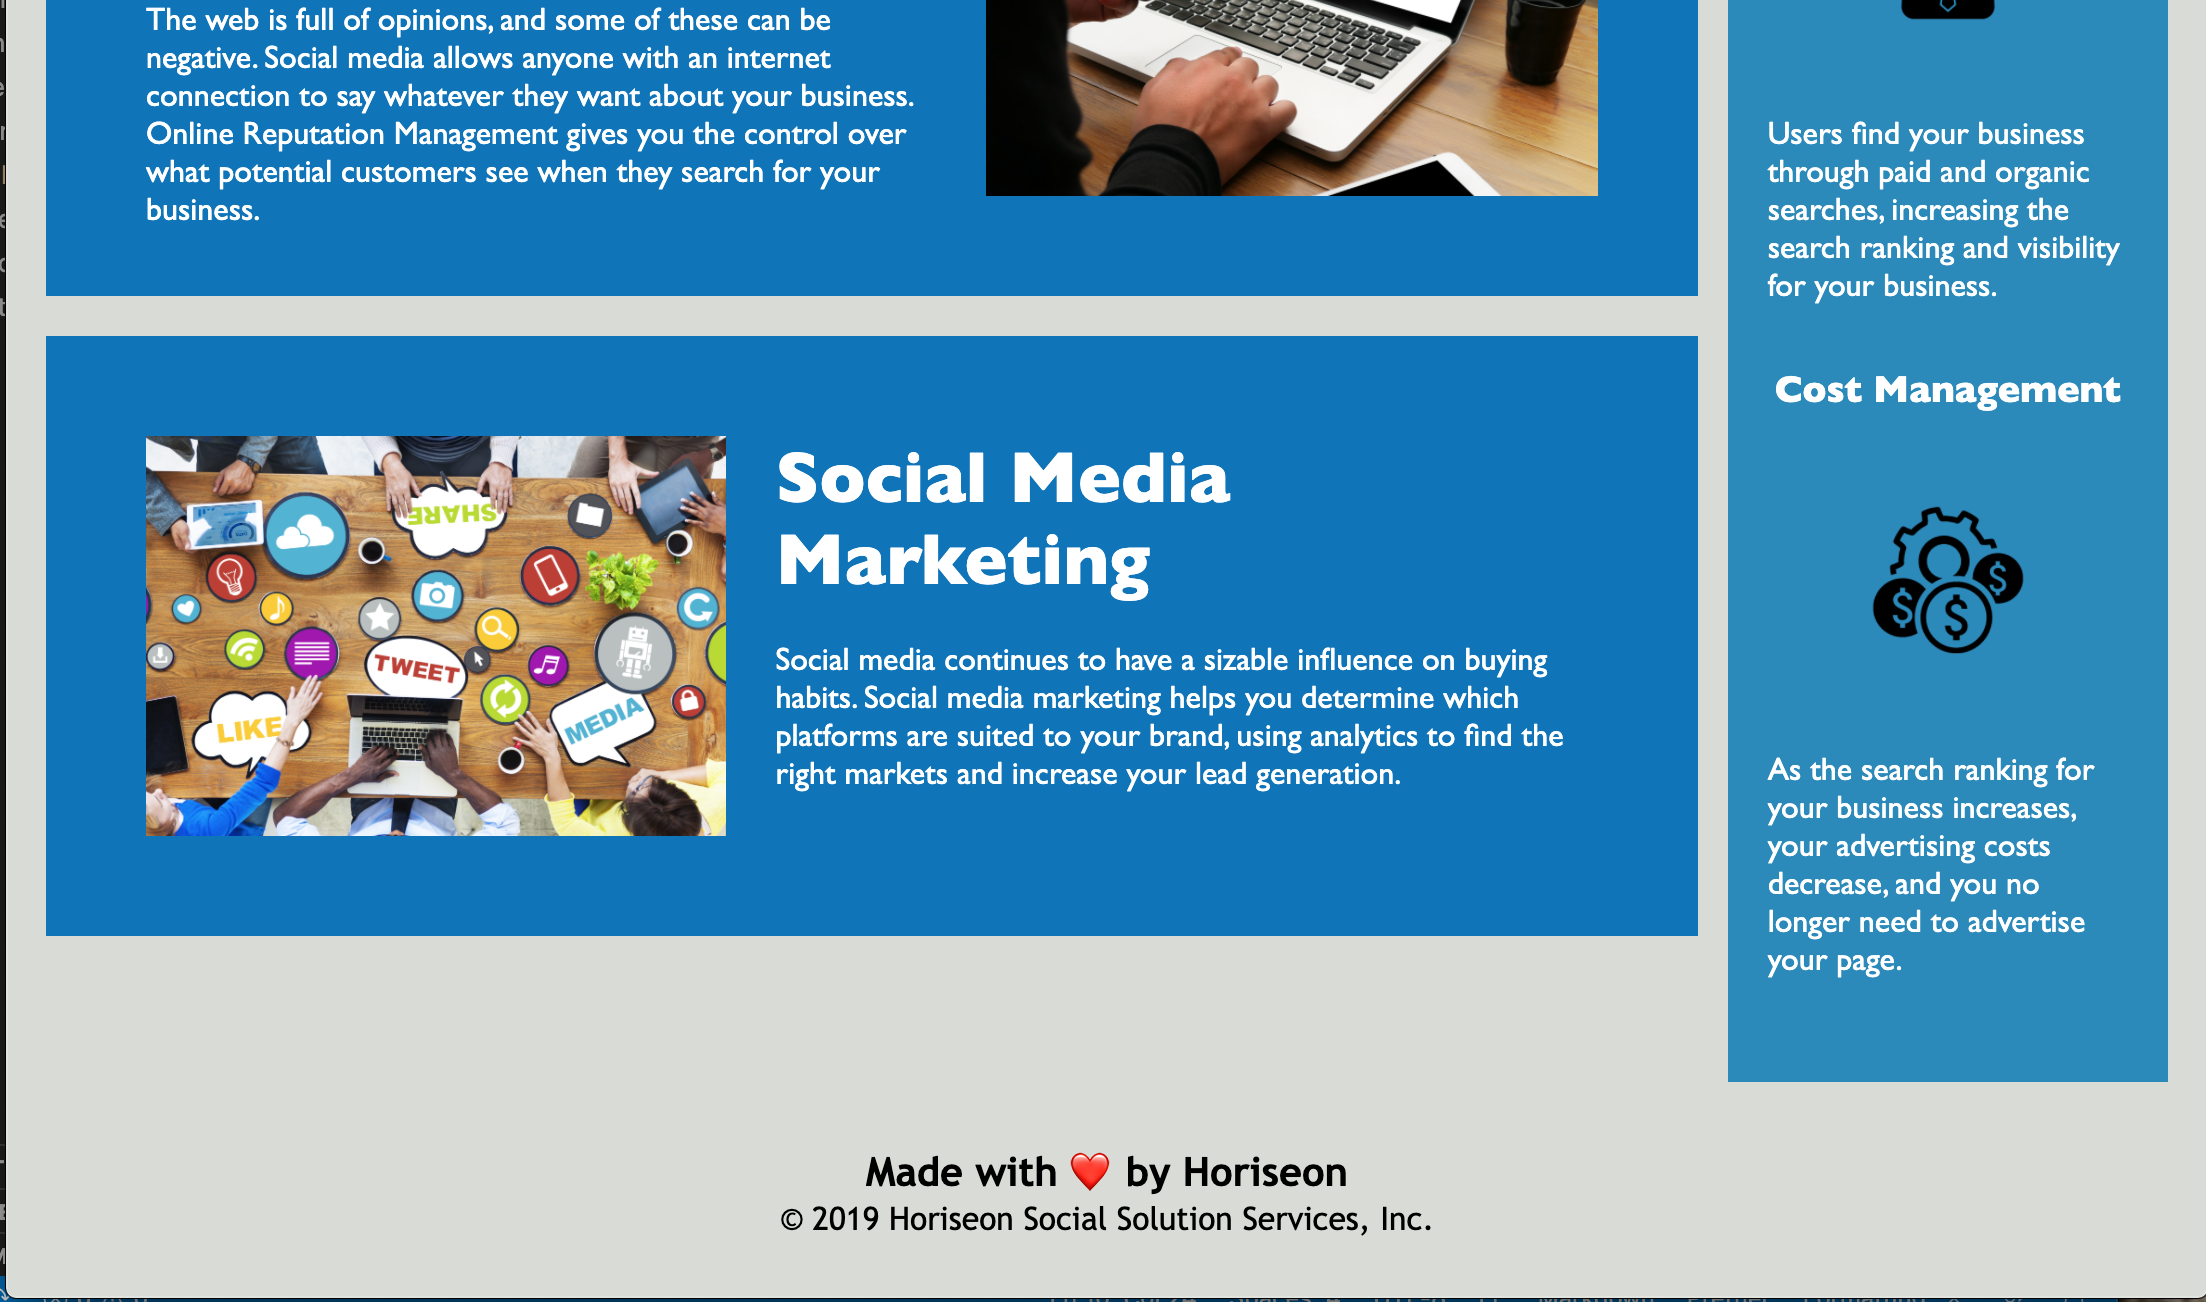 The web is full of opinions, and some of these can be
negative. Social media allows anyone with an internet
connection to say whatever they want about your business.
Online Reputation Management gives you the control over
what potential customers see when they search for your
business.
SHARE
TWEET
LIKE
MEDIA
Social Media
Marketing
Social media continues to have a sizable influence on buying
habits. Social media marketing helps you determine which
platforms are suited to your brand, using analytics to find the
right markets and increase your lead generation.
Users find your business
through paid and organic
searches, increasing the
search ranking and visibility
for your business.
Cost Management
$ $ $
As the search ranking for
your business increases,
your advertising costs
decrease, and you no
longer need to advertise
your page.
Made with ❤️ by Horiseon
© 2019 Horiseon Social Solution Services, Inc.